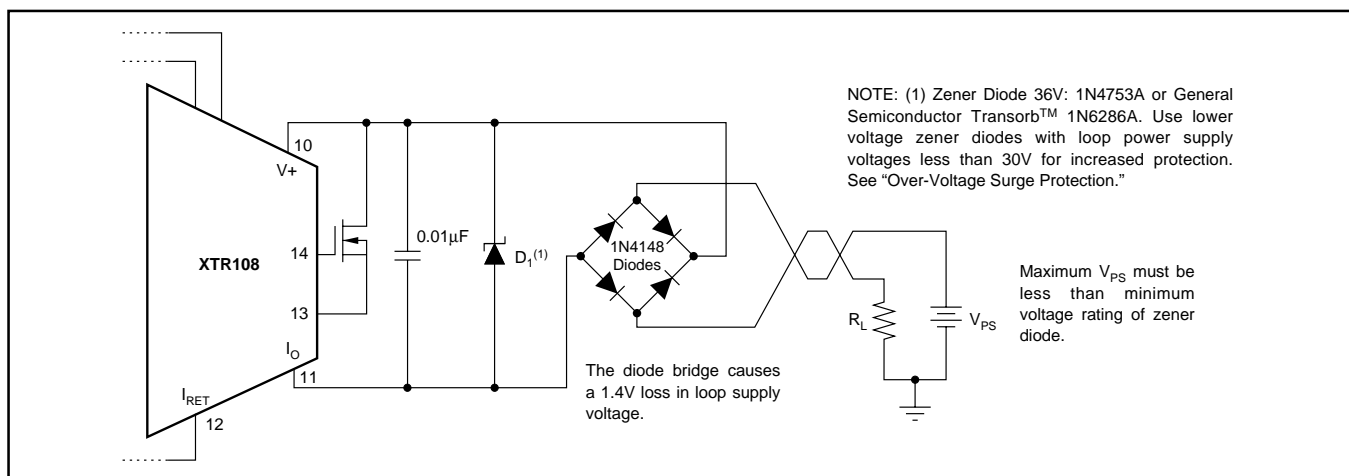 10
V+
14
XTR108
13
I_O
11
I_RET
12
0.01μF
D_1^(1)
1N4148
Diodes
The diode bridge causes
a 1.4V loss in loop supply
voltage.
NOTE: (1) Zener Diode 36V: 1N4753A or General
Semiconductor Transorb™ 1N6286A. Use lower
voltage zener diodes with loop power supply
voltages less than 30V for increased protection.
See “Over-Voltage Surge Protection.”
R_L
V_PS
Maximum V_PS must be
less than minimum
voltage rating of zener
diode.